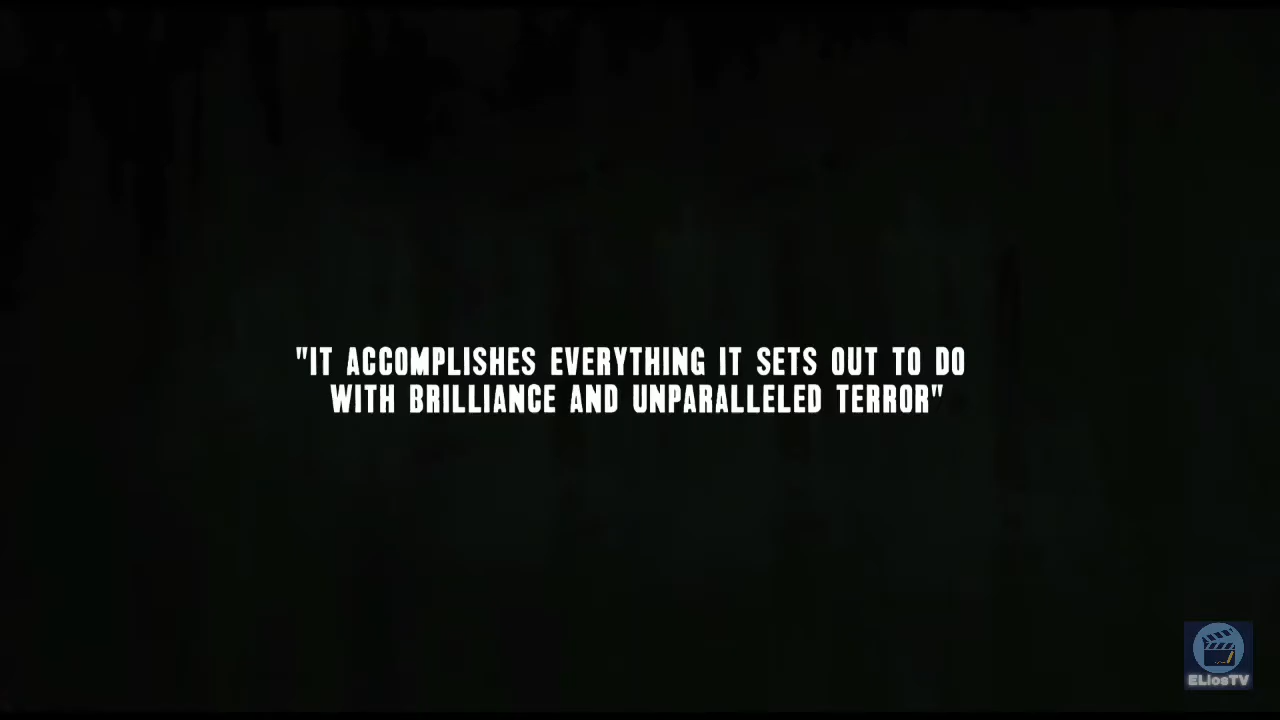 "IT ACCOMPLISHES EVERYTHING IT SETS OUT TO DO
WITH BRILLIANCE AND UNPARALLELED TERROR"
ELiosTV